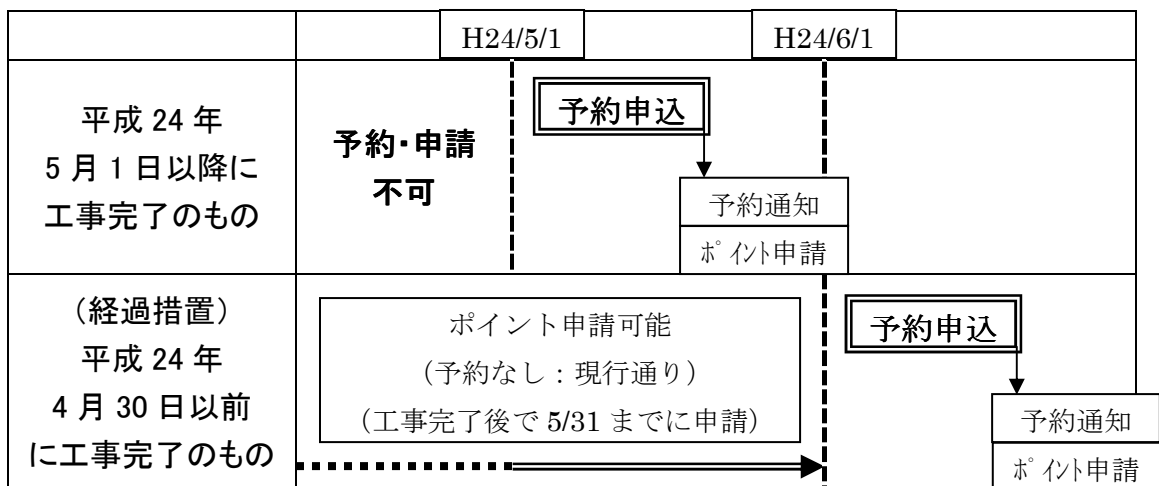 H24/5/1
H24/6/1
平成 24 年
5 月 1 日以降に
工事完了のもの
予約・申請
不可
予約申込
予約通知
ﾎﾟｲﾝﾄ申請
（経過措置）
平成 24 年
4 月 30 日以前
に工事完了のもの
ポイント申請可能
（予約なし：現行通り）
（工事完了後で 5/31 までに申請）
予約申込
予約通知
ﾎﾟｲﾝﾄ申請